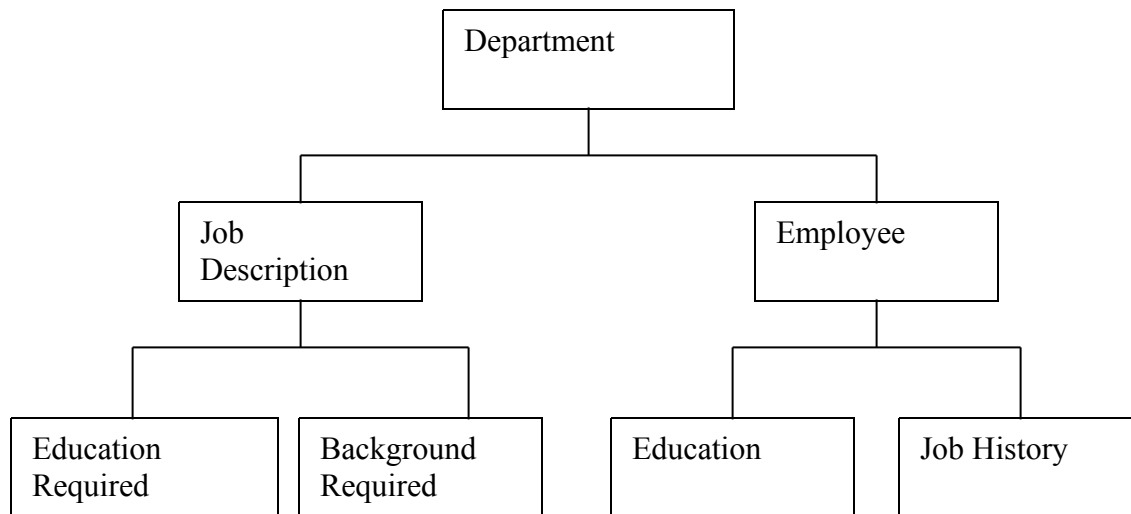 Department
Job
Description
Employee
Education
Required
Background
Required
Education
Job History